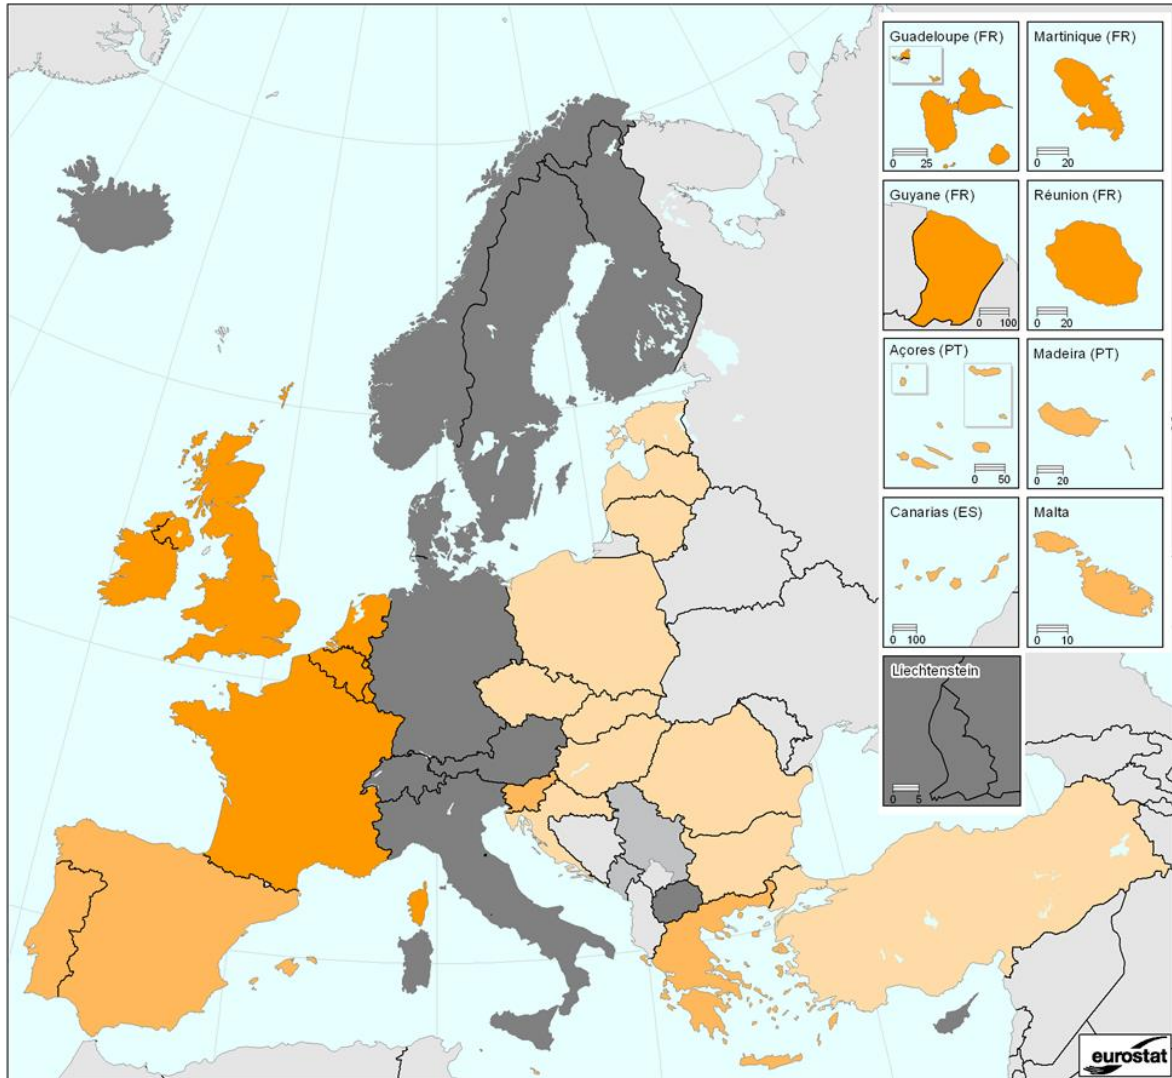 Guadeloupe (FR)
0 25
Martinique (FR)
0 20
Guyane (FR)
0 100
Réunion (FR)
0 20
Açores (PT)
0 50
Madeira (PT)
0 20
Canarias (ES)
0 100
Malta
0 10
Liechtenstein
0 5
eurostat